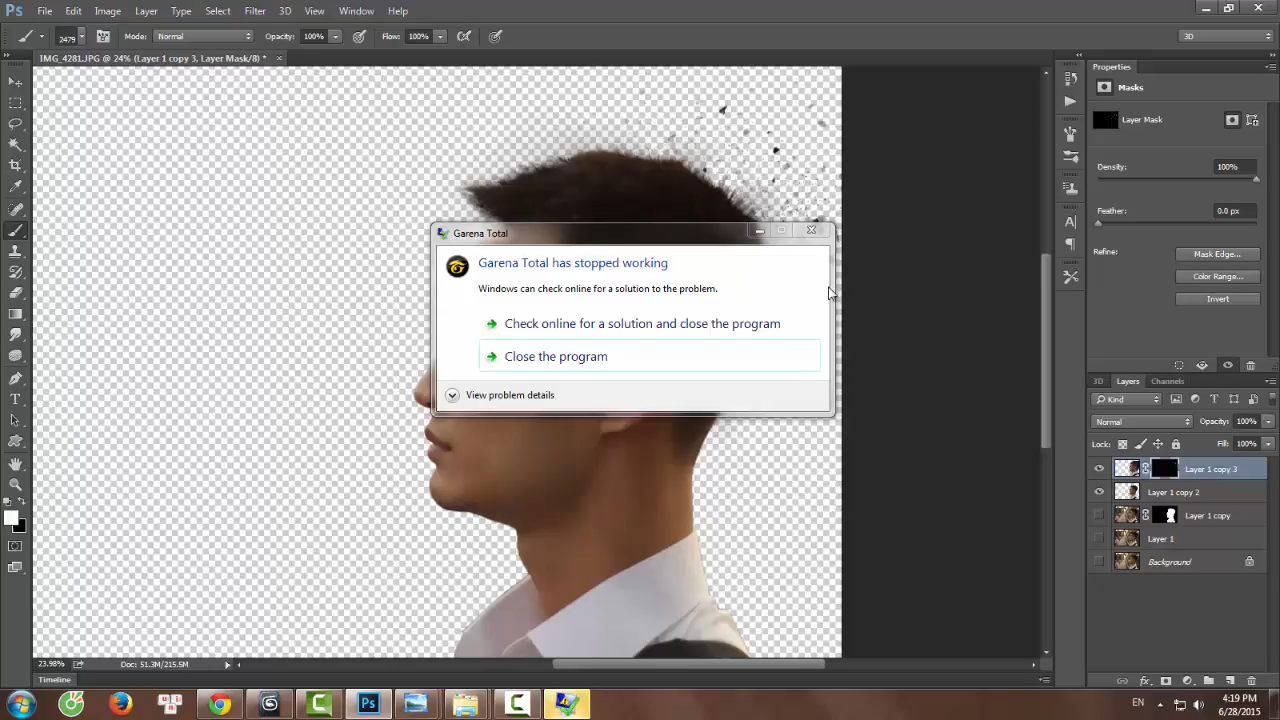 Ps File Edit Image Layer Type Select Filter 3D View Window Help
2479 Mode: Normal Opacity: 100% Flow: 100% 3D
IMG_4281.JPG @ 24% (Layer 1 copy 3, Layer Mask/8) * ×
Properties
Masks
Layer Mask
Density: 100%
Feather: 0.0 px
Refine: Mask Edge...
Color Range...
Invert
Garena Total
Garena Total has stopped working
Windows can check online for a solution to the problem.
Check online for a solution and close the program
Close the program
View problem details
3D Layers Channels
Kind
Normal Opacity: 100%
Lock: Fill: 100%
Layer 1 copy 3
Layer 1 copy 2
Layer 1 copy
Layer 1
Background
23.98% Doc: 51.3M/215.5M
Timeline
Ps EN 4:19 PM
6/28/2015